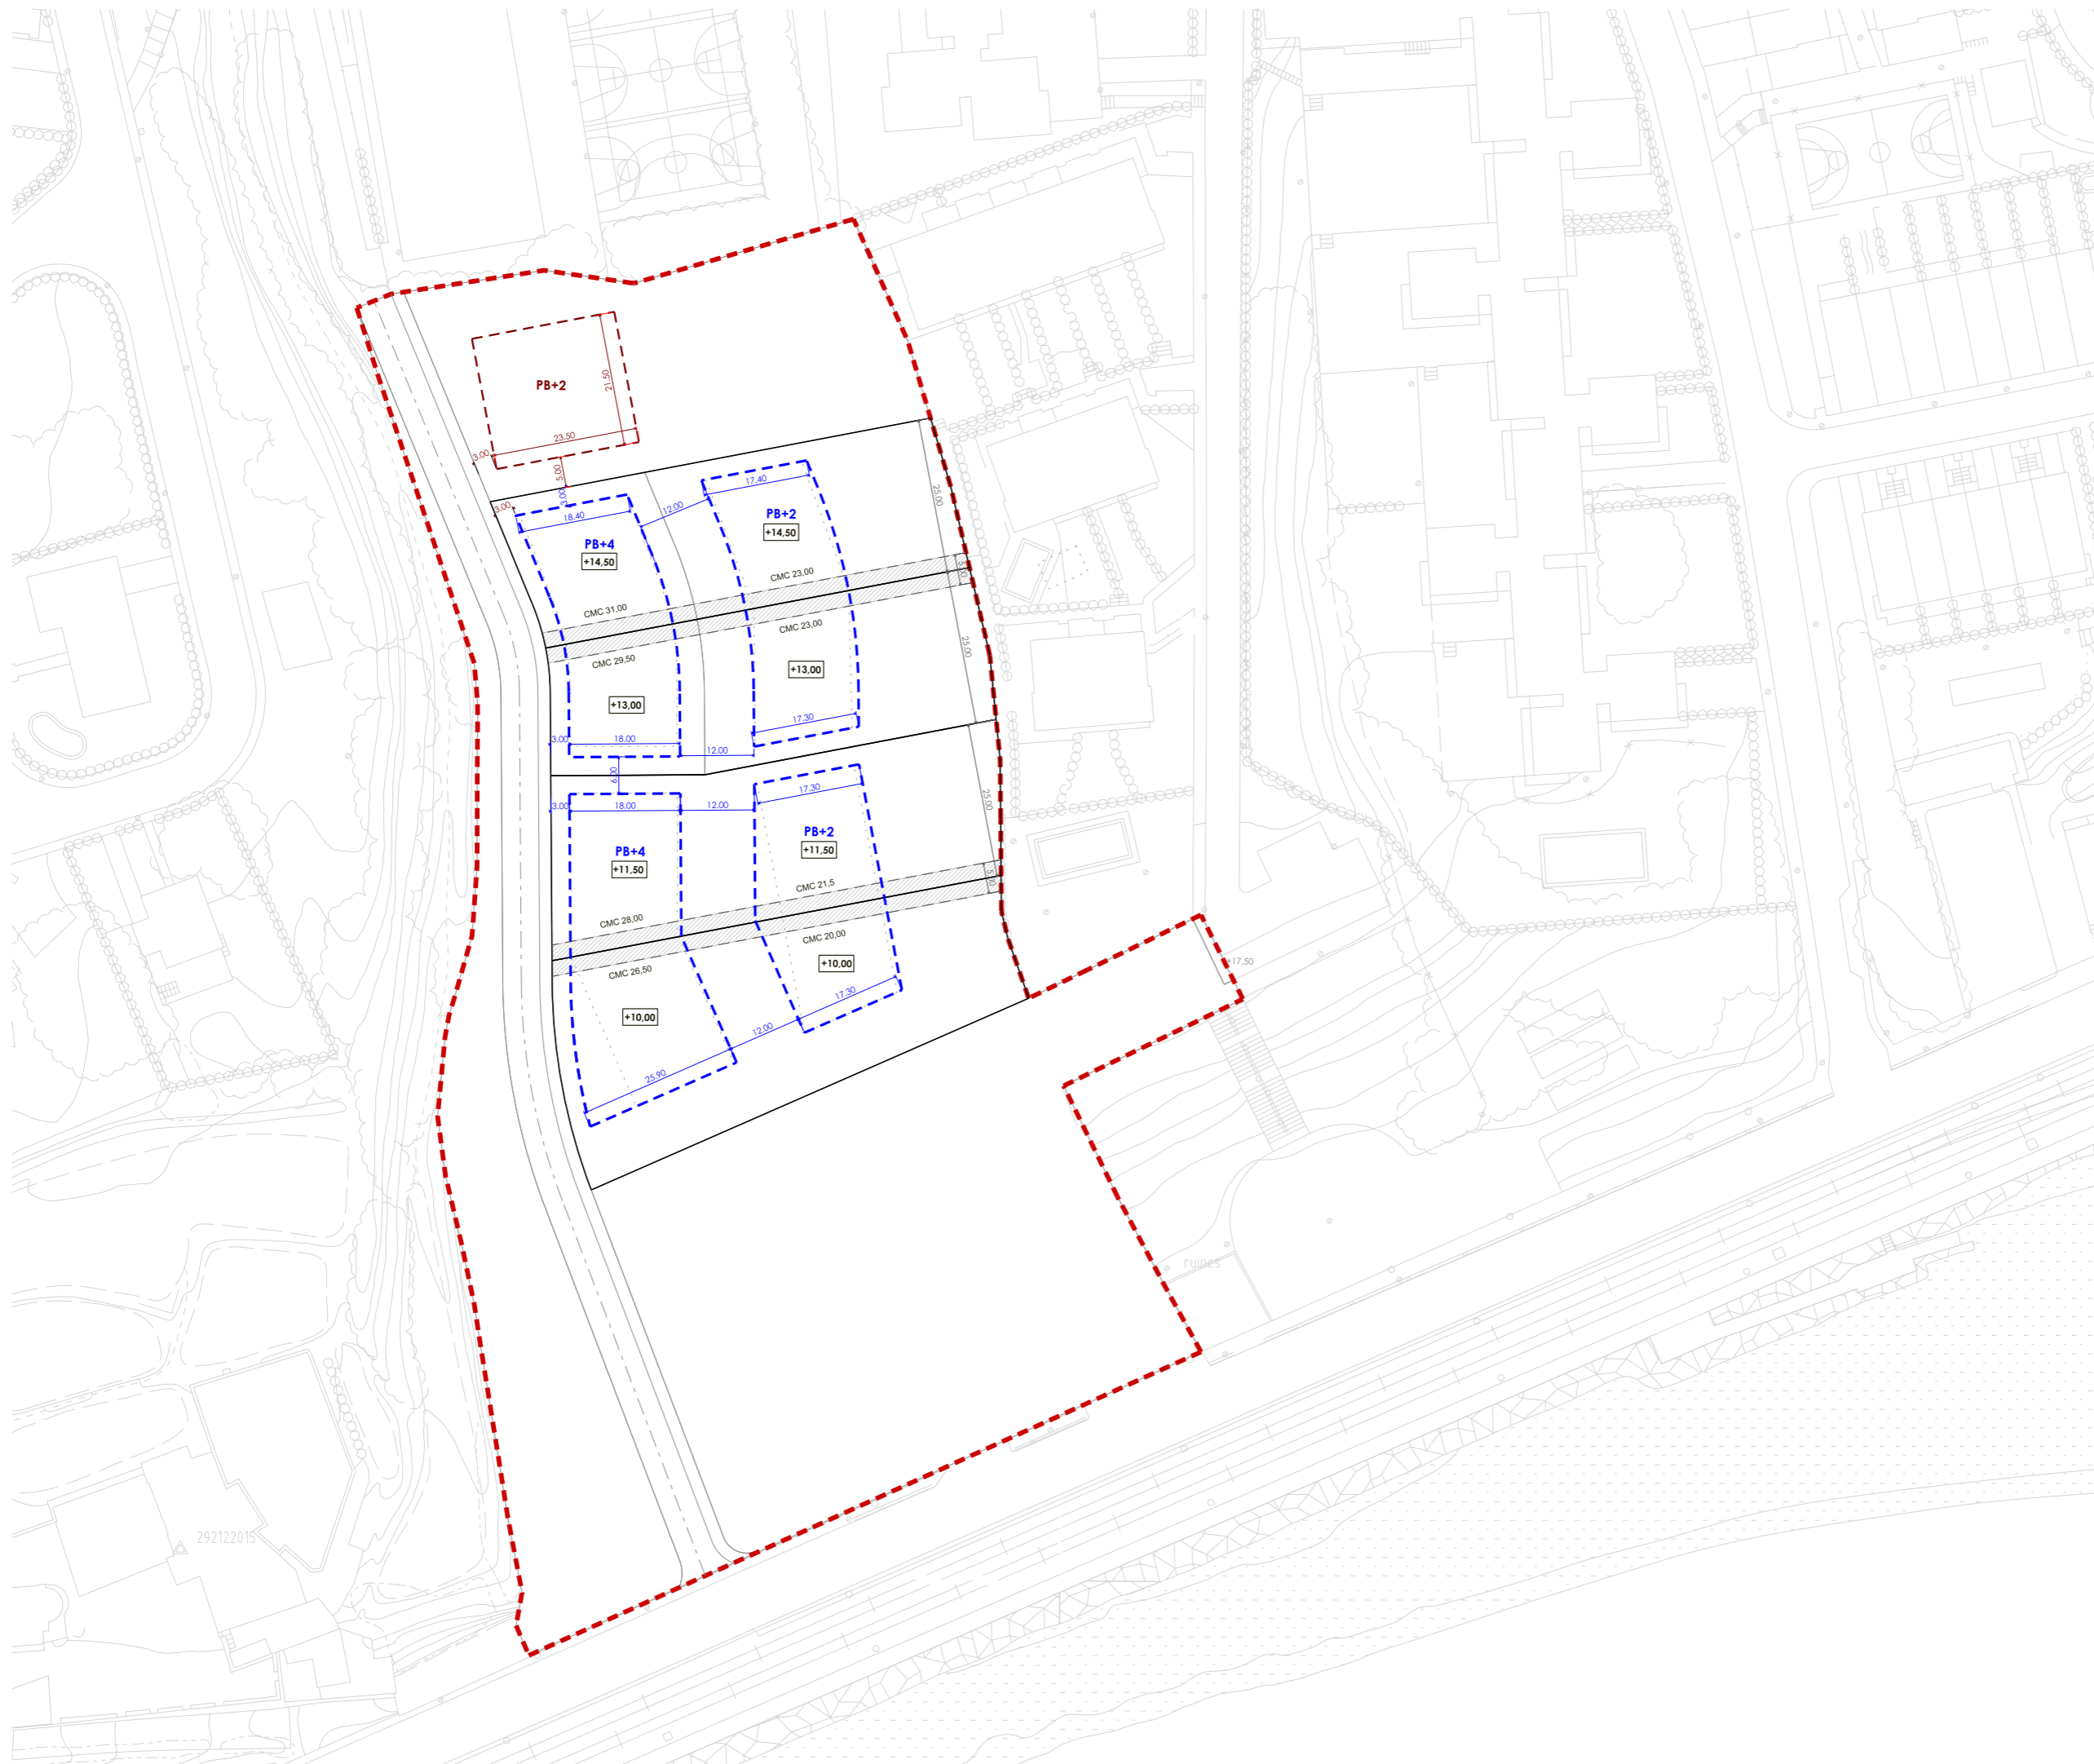 PB+2
21.50
23.50
3.00
5.00
3.00
3.00
18.40
12.00
17.40
25.00
PB+4
+14,50
PB+2
+14,50
CMC 31,00
CMC 23,00
5.00
CMC 29,50
CMC 23,00
25.00
+13,00
+13,00
17.30
3.00
18.00
12.00
6.00
3.00
18.00
12.00
17.30
25.00
PB+4
+11,50
PB+2
+11,50
CMC 28,00
CMC 21,5
5.00
CMC 26,50
CMC 20,00
+10,00
+10,00
17.30
12.00
25.90
+17.50
ruïnes
292122015